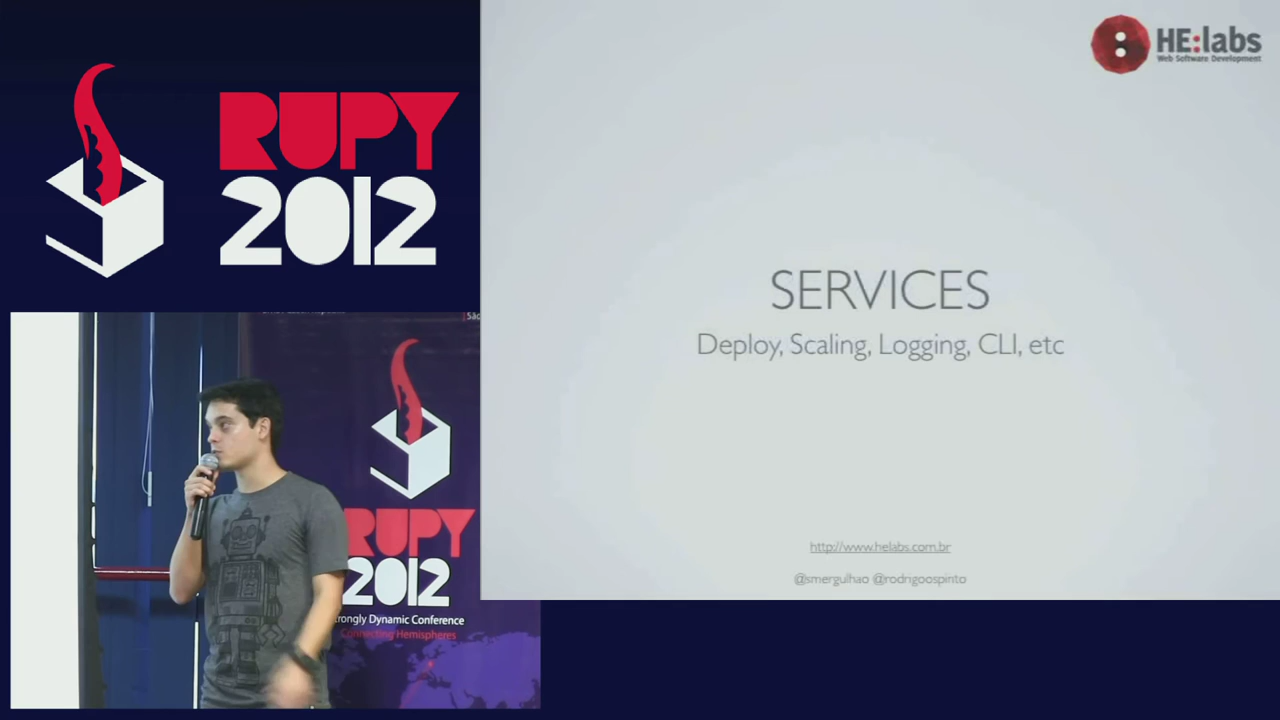 RUPY
2012
HE:labs
Web Software Development
SERVICES
Deploy, Scaling, Logging, CLI, etc
http://www.helabs.com.br
@smergulhao @rodrigoospinto
RUPY
2012
trongly Dynamic Conference
Connecting Hemispheres